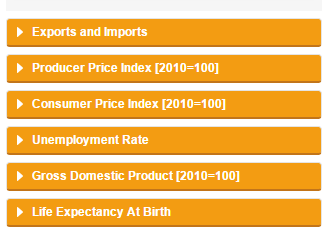 Exports and Imports
Producer Price Index [2010=100]
Consumer Price Index [2010=100]
Unemployment Rate
Gross Domestic Product [2010=100]
Life Expectancy At Birth